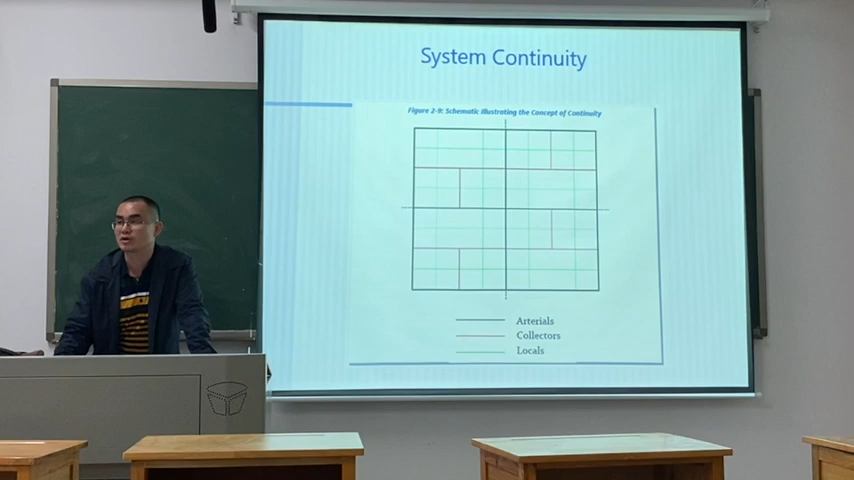 System Continuity
Figure 2-9: Schematic Illustrating the Concept of Continuity
Arterials
Collectors
Locals